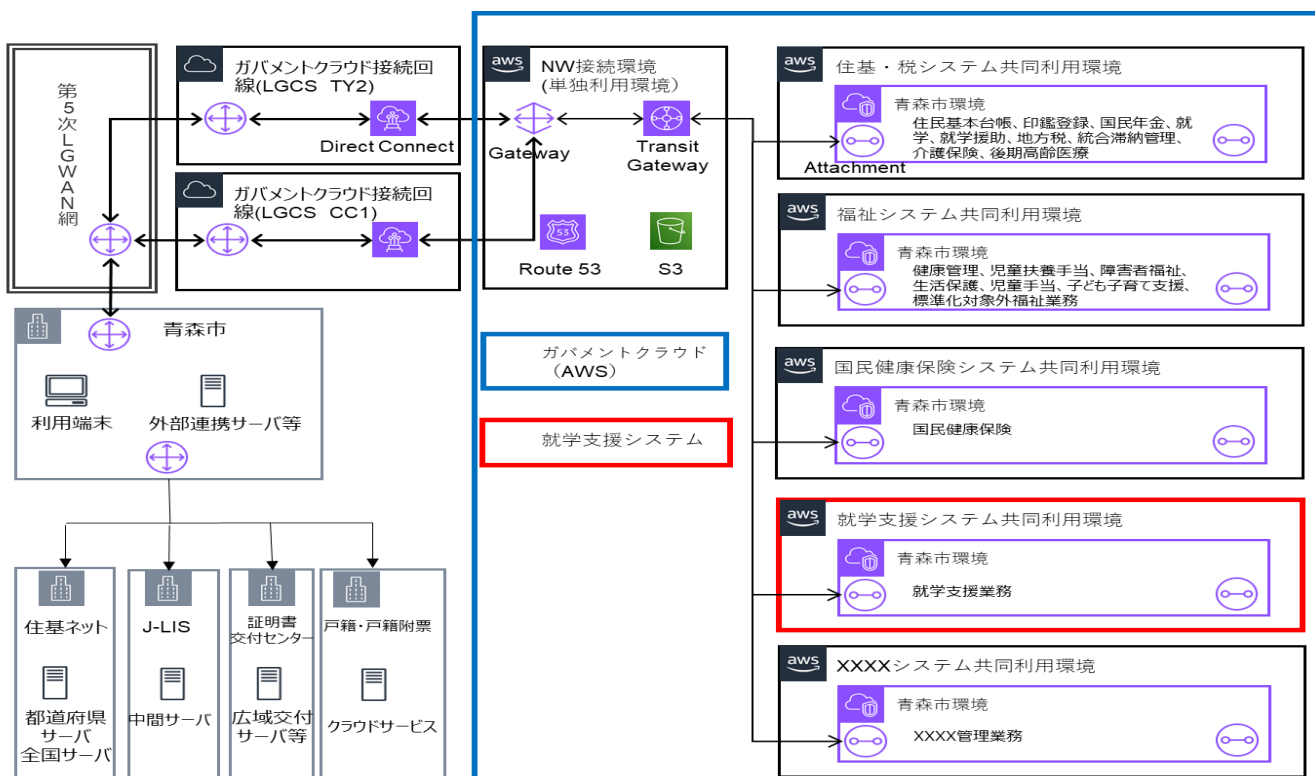 第5次LGWAN網
ガバメントクラウド接続回
線(LGCS TY2)
Direct Connect
ガバメントクラウド接続回
線(LGCS CC1)
aws
NW接続環境
(単独利用環境)
Gateway
Transit
Gateway
53
Route 53
S3
ガバメントクラウド
(AWS)
就学支援システム
青森市
利用端末
外部連携サーバ等
住基ネット
都道府県
サーバ
全国サーバ
J-LIS
中間サーバ
証明書
交付センター
広域交付
サーバ等
戸籍・戸籍附票
クラウドサービス
aws
住基・税システム共同利用環境
青森市環境
住民基本台帳、印鑑登録、国民年金、就
学、就学援助、地方税、統合滞納管理、
介護保険、後期高齢医療
Attachment
aws
福祉システム共同利用環境
青森市環境
健康管理、児童扶養手当、障害者福祉、
生活保護、児童手当、子ども子育て支援、
標準化対象外福祉業務
aws
国民健康保険システム共同利用環境
青森市環境
国民健康保険
aws
就学支援システム共同利用環境
青森市環境
就学支援業務
aws
XXXXシステム共同利用環境
青森市環境
XXXX管理業務